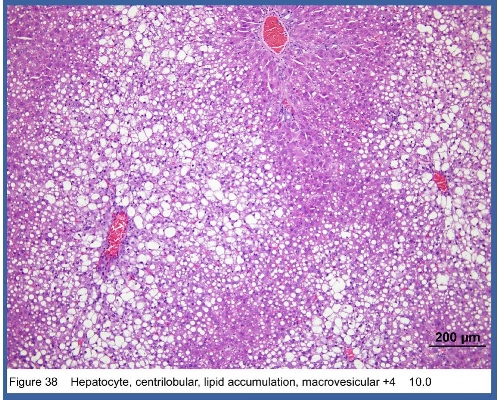 200 µm
Figure 38 Hepatocyte, centrilobular, lipid accumulation, macrovesicular +4 10.0